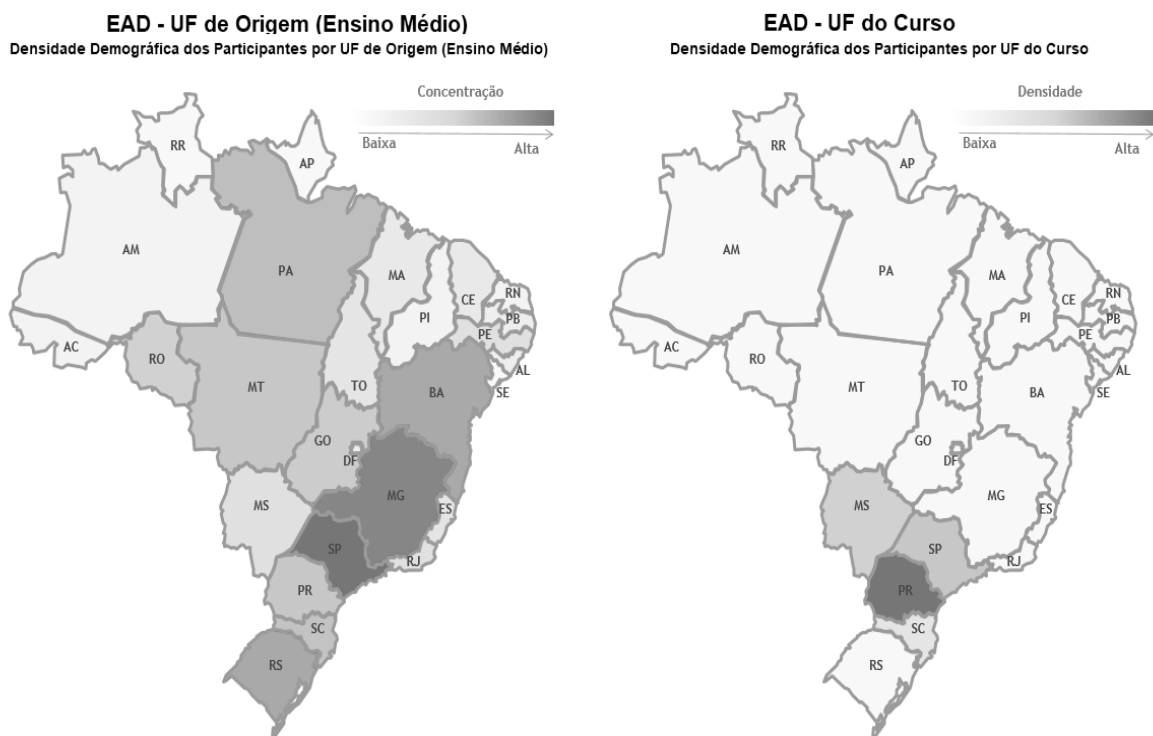 EAD - UF de Origem (Ensino Médio)
Densidade Demográfica dos Participantes por UF de Origem (Ensino Médio)
Concentração
Baixa
Alta
RR
AP
AM
PA
MA
CE
RN
PI
PB
PE
AC
RO
AL
MT
TO
BA
SE
GO
DF
MG
MS
ES
SP
RJ
PR
SC
RS
EAD - UF do Curso
Densidade Demográfica dos Participantes por UF do Curso
Densidade
Baixa
Alta
RR
AP
AM
PA
MA
CE
RN
PI
PB
PE
AC
RO
AL
MT
TO
BA
SE
GO
DF
MG
MS
ES
SP
RJ
PR
SC
RS